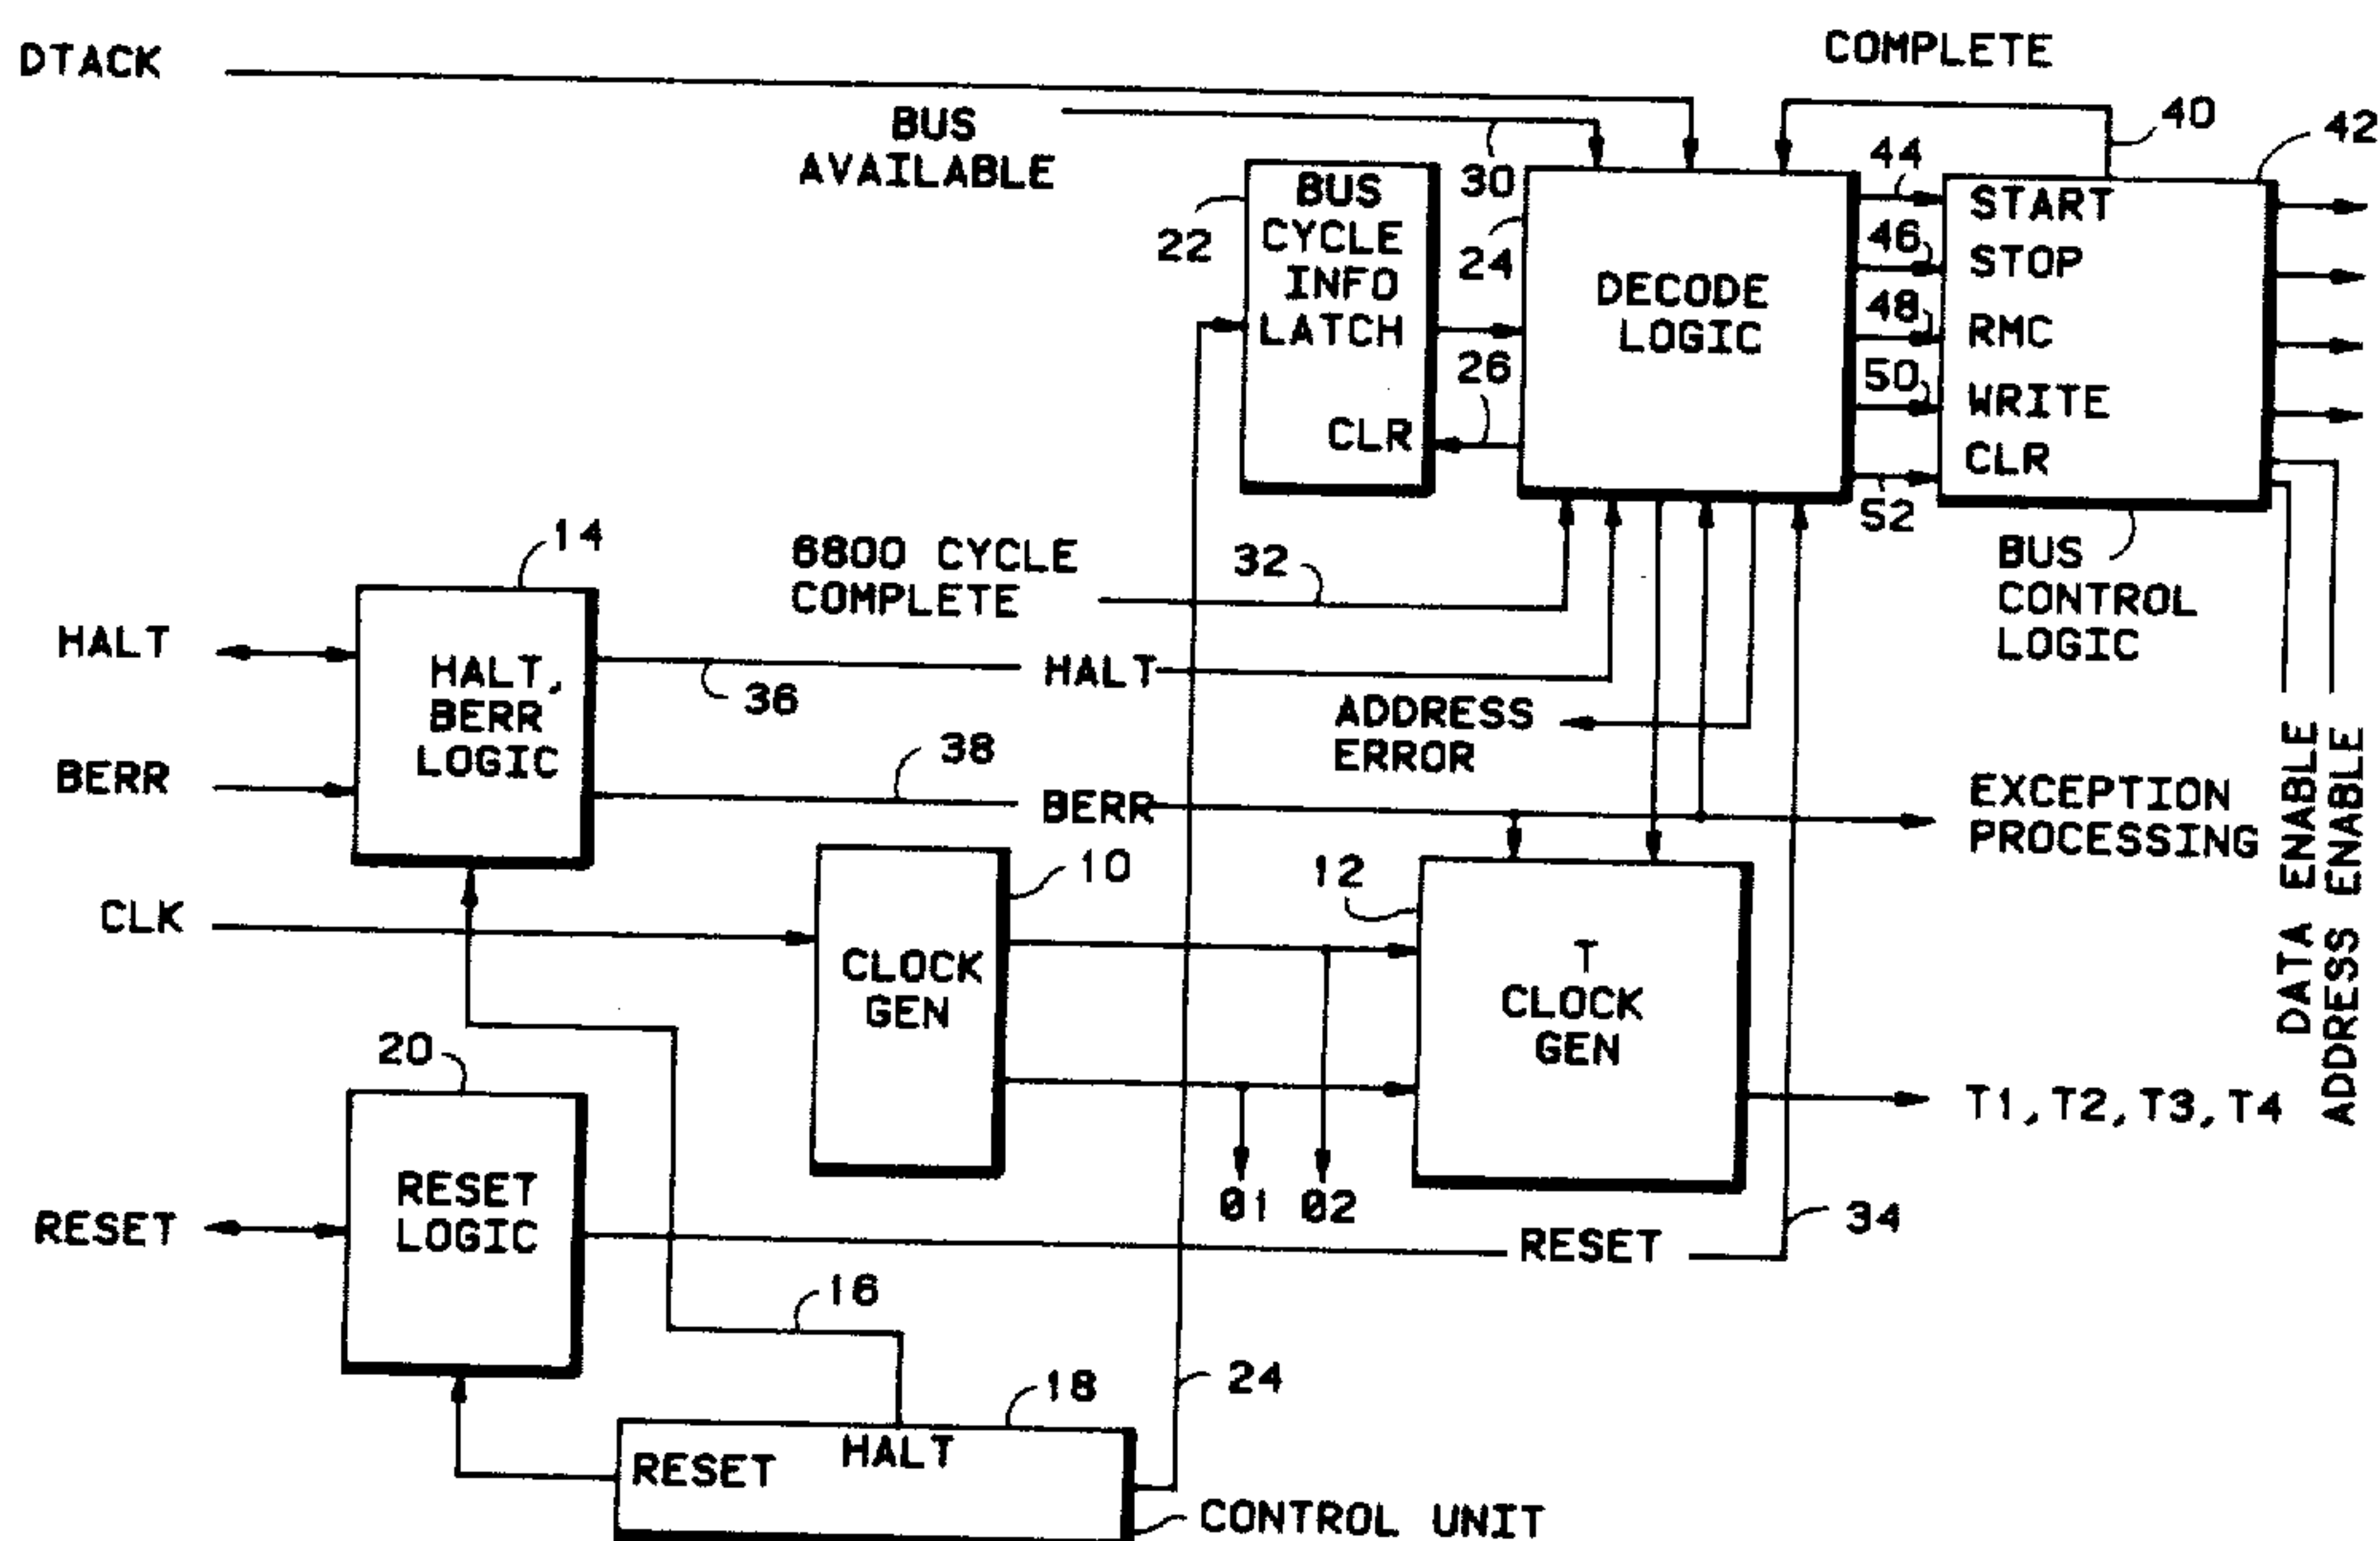 DTACK
COMPLETE
BUS
AVAILABLE
30
40
42
22
BUS
CYCLE
INFO
LATCH
CLR
24
26
DECODE
LOGIC
44
46
48
50
52
START
STOP
RMC
WRITE
CLR
BUS
CONTROL
LOGIC
14
6800 CYCLE
COMPLETE
32
HALT
HALT,
BERR
LOGIC
36
HALT
ADDRESS
ERROR
BERR
38
BERR
EXCEPTION
PROCESSING
DATA ENABLE
ADDRESS ENABLE
CLK
10
CLOCK
GEN
12
T
CLOCK
GEN
T1,T2,T3,T4
01
02
20
RESET
RESET
LOGIC
RESET
34
16
18
24
RESET
HALT
CONTROL UNIT